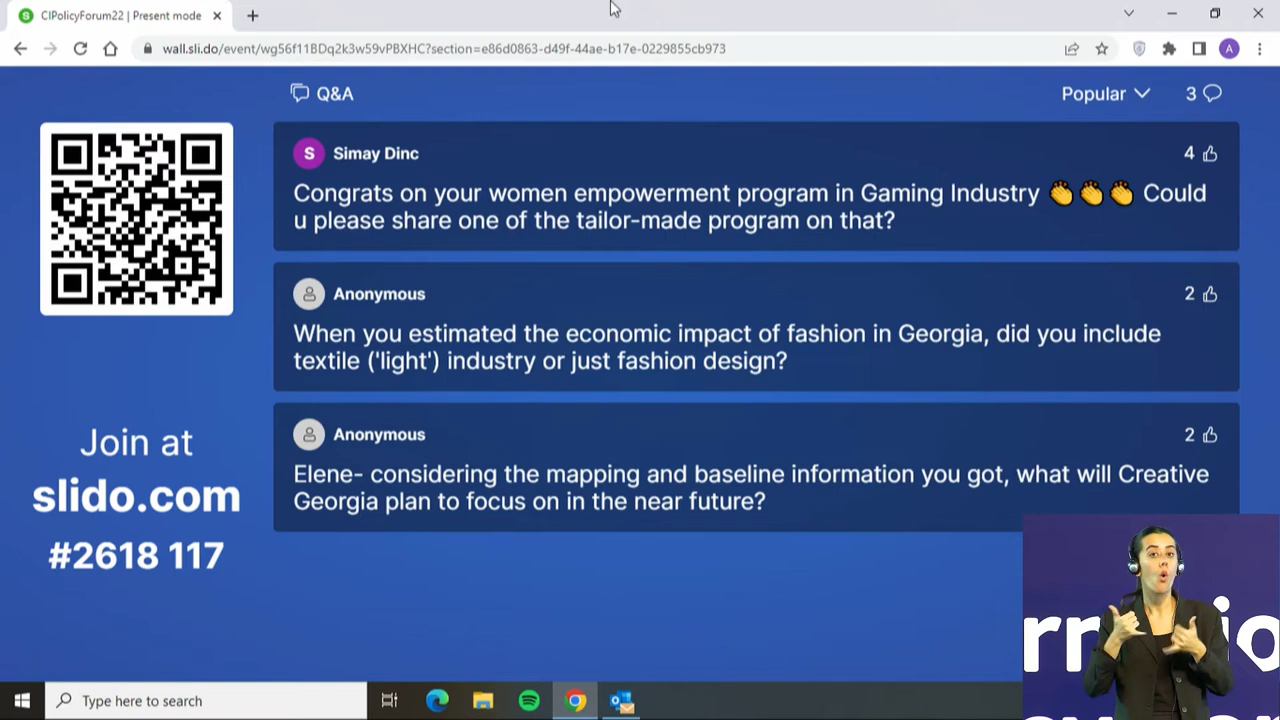 CIPolicyForum22 | Present mode
wall.sli.do/event/wg56f11BDq2k3w59vPBXHC?section=e86d0863-d49f-44ae-b17e-0229855cb973
A
Q&A
Popular
3
S
Simay Dinc
4
Congrats on your women empowerment program in Gaming Industry 👏👏👏 Could
u please share one of the tailor-made program on that?
Anonymous
2
When you estimated the economic impact of fashion in Georgia, did you include
textile ('light') industry or just fashion design?
Anonymous
2
Elene- considering the mapping and baseline information you got, what will Creative
Georgia plan to focus on in the near future?
Join at
slido.com
#2618 117
Type here to search